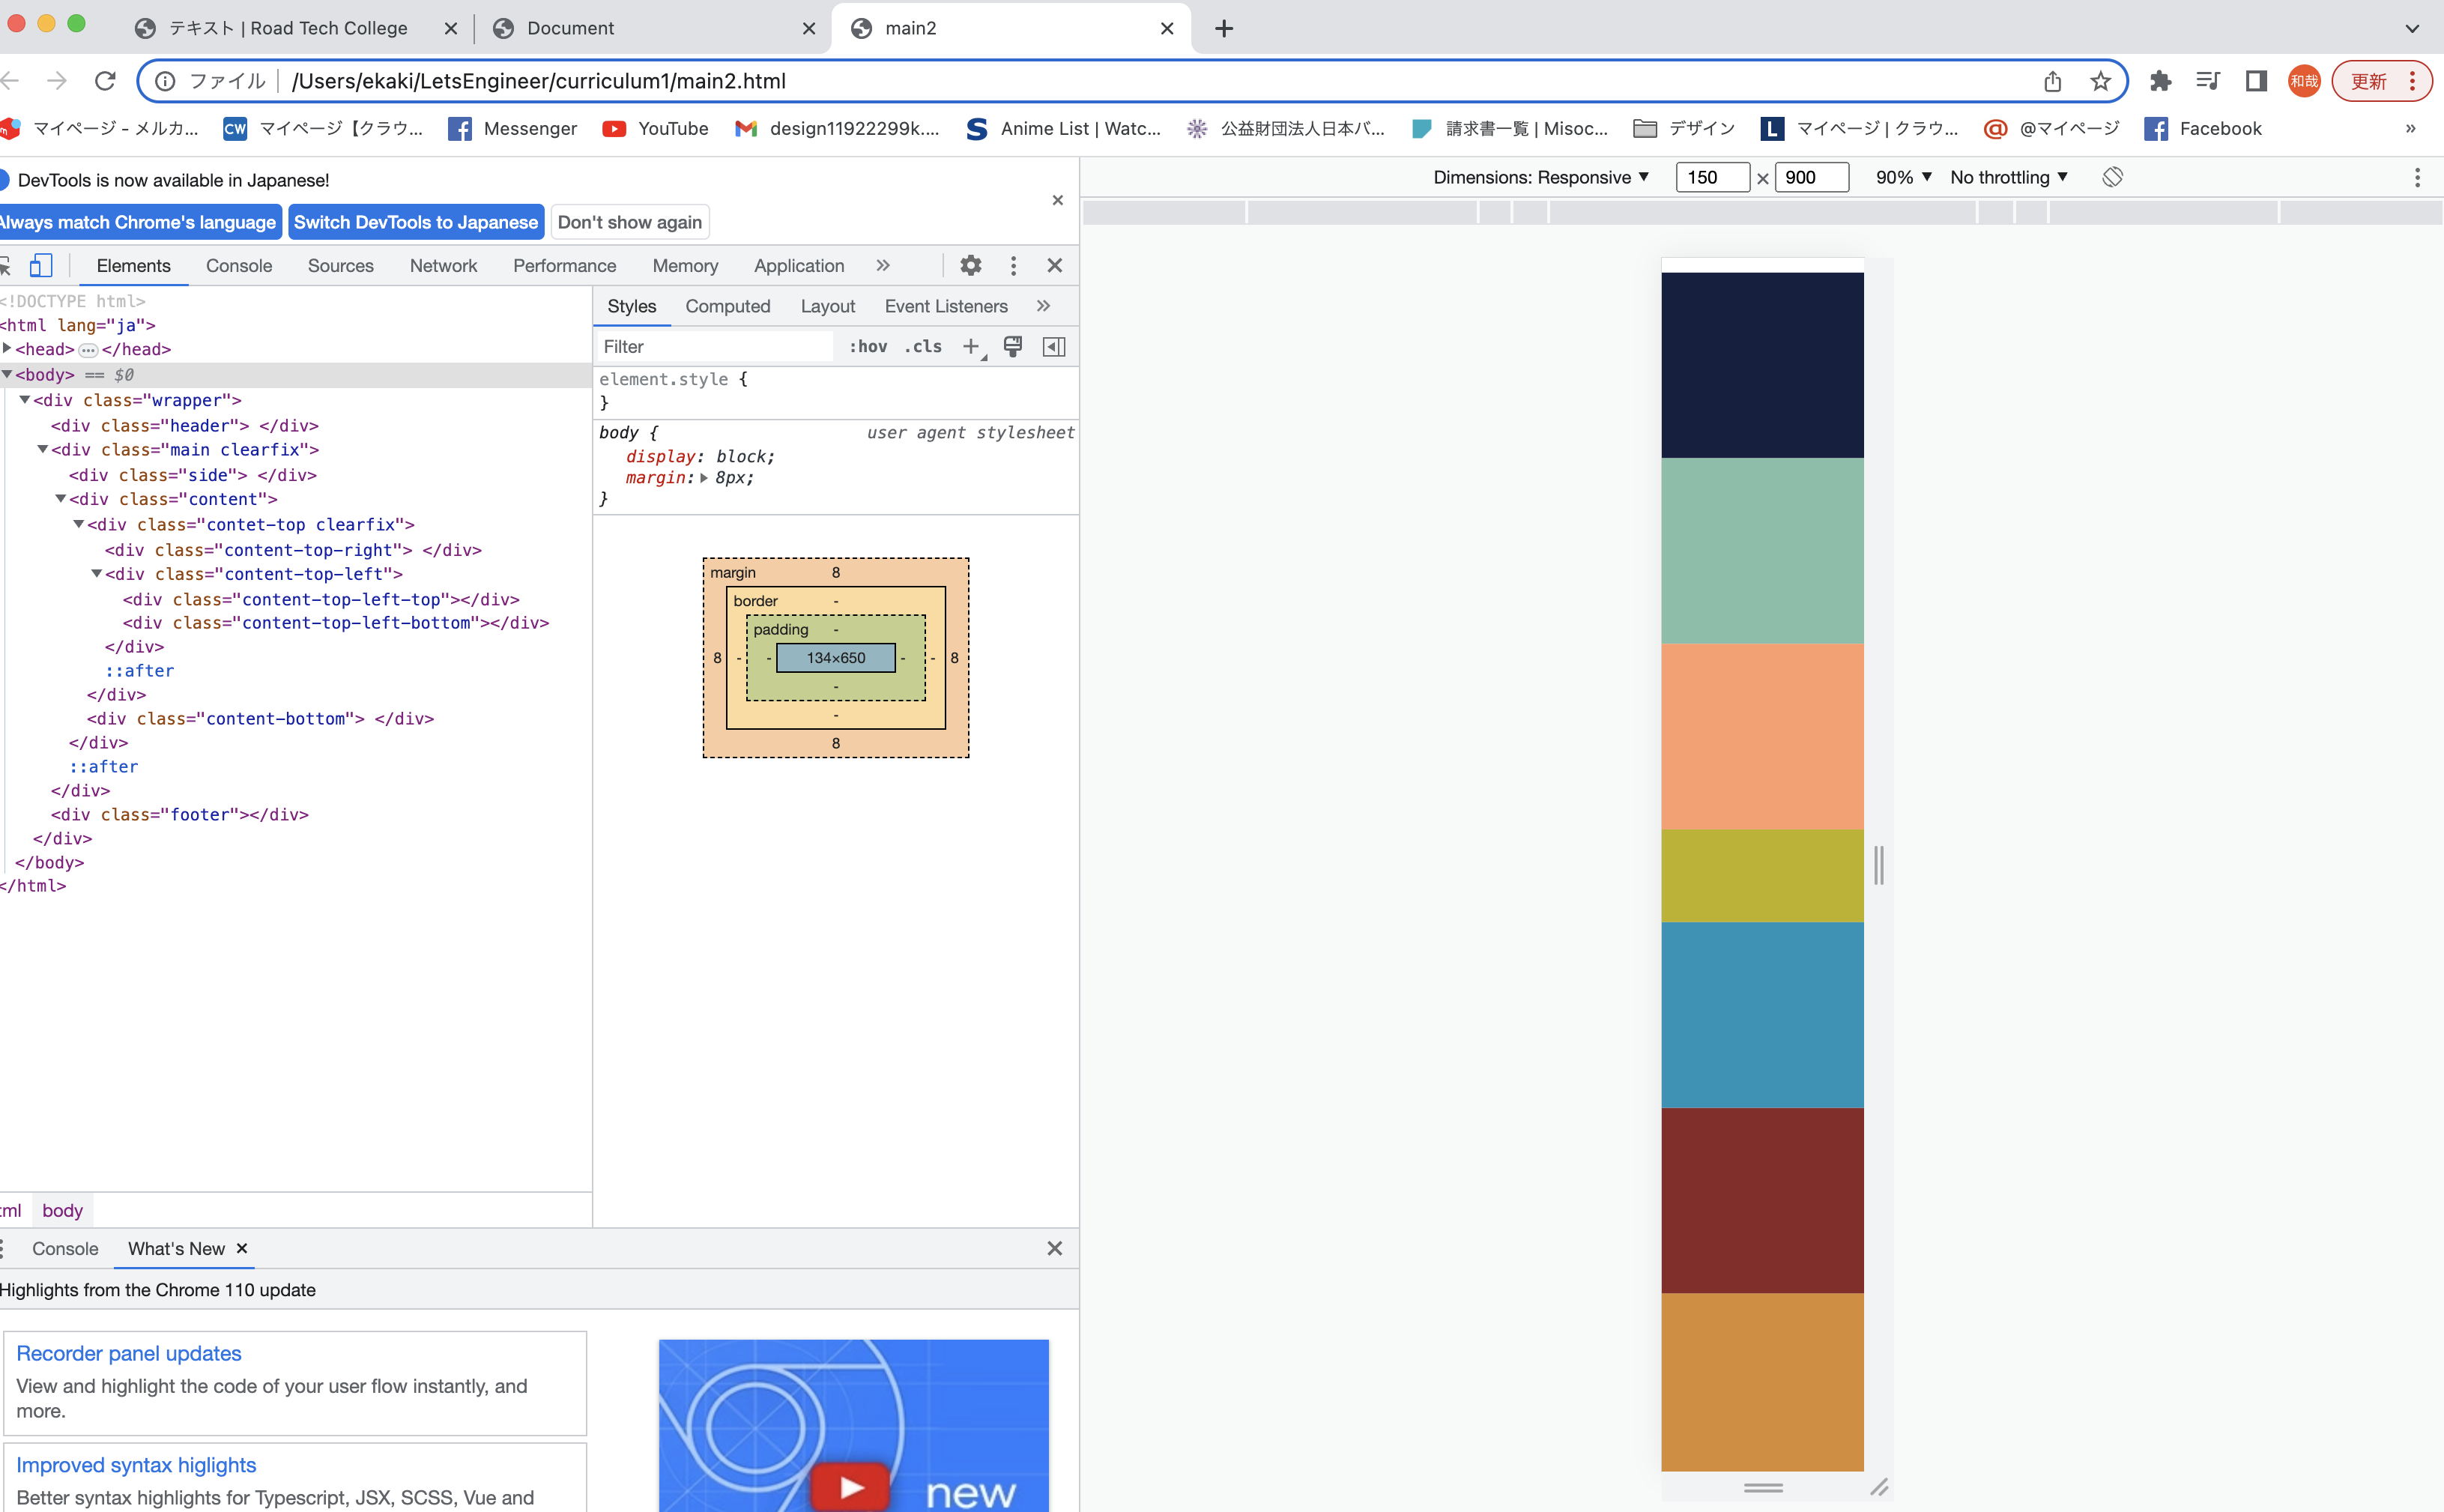 テキスト | Road Tech College
Document
main2
ファイル /Users/ekaki/LetsEngineer/curriculum1/main2.html
和哉
更新
マイページ - メルカ...
CW マイページ【クラウ...
Messenger
YouTube
design11922299k....
Anime List | Watc...
公益財団法人日本バ...
請求書一覧 | Misoc...
デザイン
L マイページ | クラウ...
@マイページ
Facebook
»
DevTools is now available in Japanese!
Always match Chrome's language Switch DevTools to Japanese Don't show again
Dimensions: Responsive 150 × 900 90% No throttling
Elements Console Sources Network Performance Memory Application »
<!DOCTYPE html>
<html lang="ja">
<head>…</head>
<body> == $0
<div class="wrapper">
<div class="header"> </div>
<div class="main clearfix">
<div class="side"> </div>
<div class="content">
<div class="contet-top clearfix">
<div class="content-top-right"> </div>
<div class="content-top-left">
<div class="content-top-left-top"></div>
<div class="content-top-left-bottom"></div>
</div>
::after
</div>
<div class="content-bottom"> </div>
</div>
::after
</div>
<div class="footer"></div>
</div>
</body>
</html>
tml body
Styles Computed Layout Event Listeners »
Filter :hov .cls
element.style {
}
body { user agent stylesheet
display: block;
margin: 8px;
}
margin 8
border -
padding -
8 - - 134×650 - - 8
-
-
8
Console What's New
Highlights from the Chrome 110 update
Recorder panel updates
View and highlight the code of your user flow instantly, and
more.
Improved syntax higlights
Better syntax highlights for Typescript, JSX, SCSS, Vue and
new